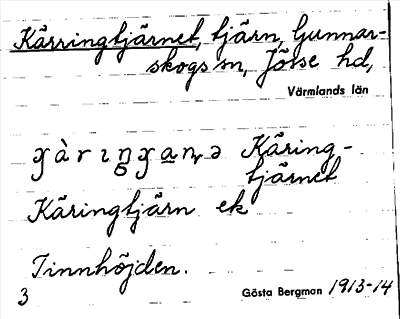 Kärringtjärnet, tjärn, Gunnar-
skogs sn, Jösse hd,
Värmlands län
Käring-
tjärnet
Käringtjärn ek
Tinnhöjden.
3
Gösta Bergman 1913-14